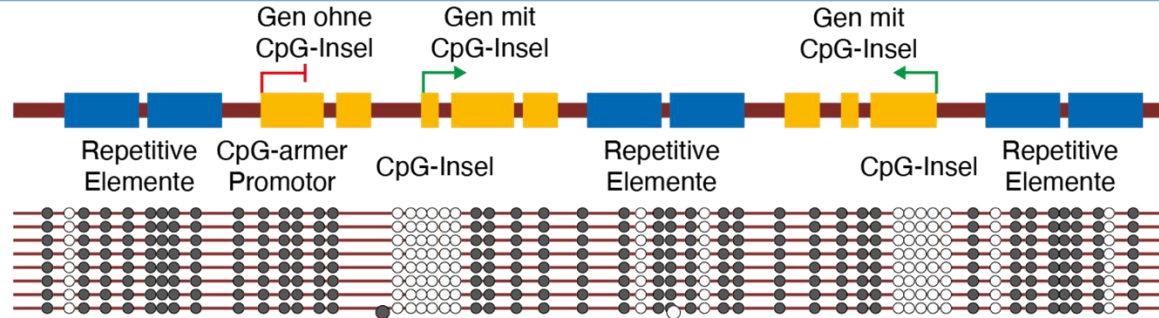 Gen ohne
CpG-Insel
Gen mit
CpG-Insel
Gen mit
CpG-Insel
Repetitive
Elemente
CpG-armer
Promotor
CpG-Insel
Repetitive
Elemente
CpG-Insel
Repetitive
Elemente